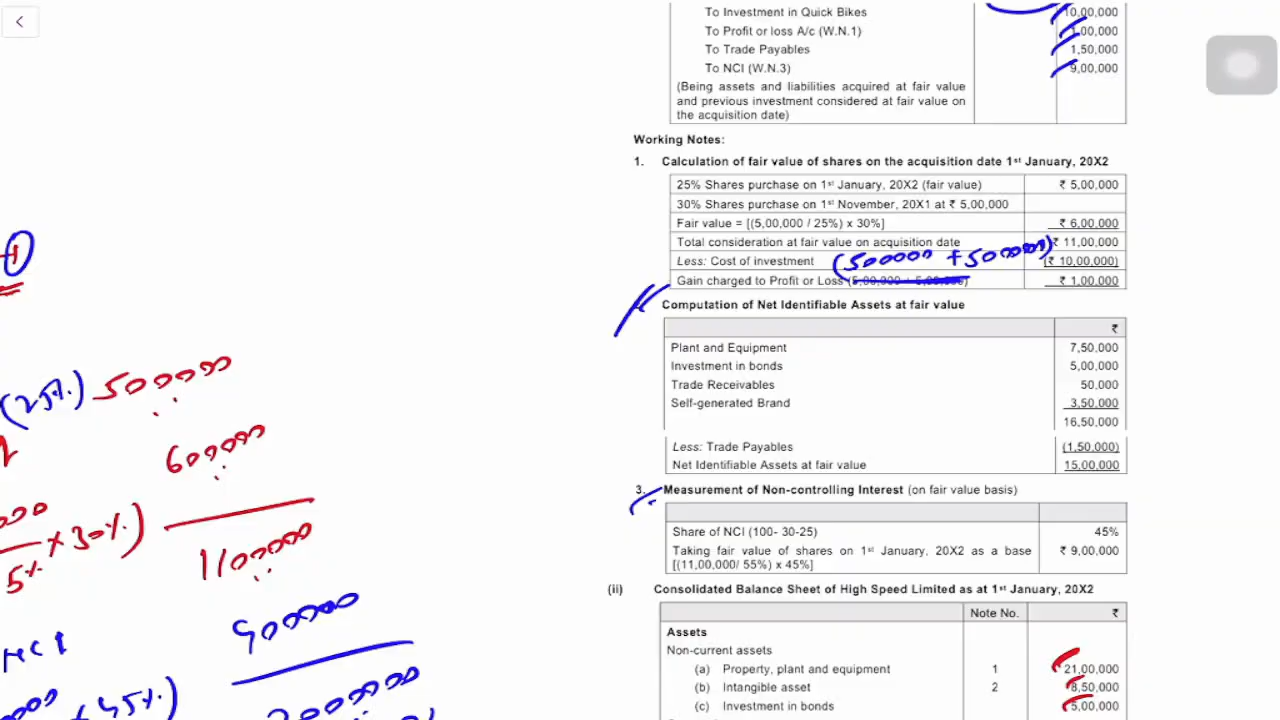 To Investment in Quick Bikes 10,00,000
To Profit or loss A/c (W.N.1) 1,00,000
To Trade Payables 1,50,000
To NCI (W.N.3) 9,00,000
(Being assets and liabilities acquired at fair value
and previous investment considered at fair value on
the acquisition date)
Working Notes:
1. Calculation of fair value of shares on the acquisition date 1st January, 20X2
25% Shares purchase on 1st January, 20X2 (fair value) ₹ 5,00,000
30% Shares purchase on 1st November, 20X1 at ₹ 5,00,000
Fair value = [(5,00,000 / 25%) x 30%] ₹ 6,00,000
Total consideration at fair value on acquisition date ₹ 11,00,000
Less: Cost of investment (500000 + 500000) (₹ 10,00,000)
Gain charged to Profit or Loss (5,00,000 + 5,00,000) ₹ 1,00,000
Computation of Net Identifiable Assets at fair value
₹
Plant and Equipment 7,50,000
Investment in bonds 5,00,000
Trade Receivables 50,000
Self-generated Brand 3,50,000
16,50,000
Less: Trade Payables (1,50,000)
Net Identifiable Assets at fair value 15,00,000
3. Measurement of Non-controlling Interest (on fair value basis)
Share of NCI (100- 30-25) 45%
Taking fair value of shares on 1st January, 20X2 as a base ₹ 9,00,000
[(11,00,000/ 55%) x 45%]
(ii) Consolidated Balance Sheet of High Speed Limited as at 1st January, 20X2
Note No. ₹
Assets
Non-current assets
(a) Property, plant and equipment 1 21,00,000
(b) Intangible asset 2 8,50,000
(c) Investment in bonds 5,00,000
(25%) 500000
600000
5% × 30%)
1100000
900000
NCI
× 45%)
2000000